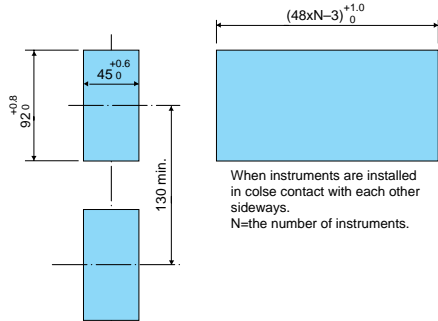 (48xN–3) +1.0 0
45 +0.6 0
92 +0.8 0
130 min.
When instruments are installed
in colse contact with each other
sideways.
N=the number of instruments.